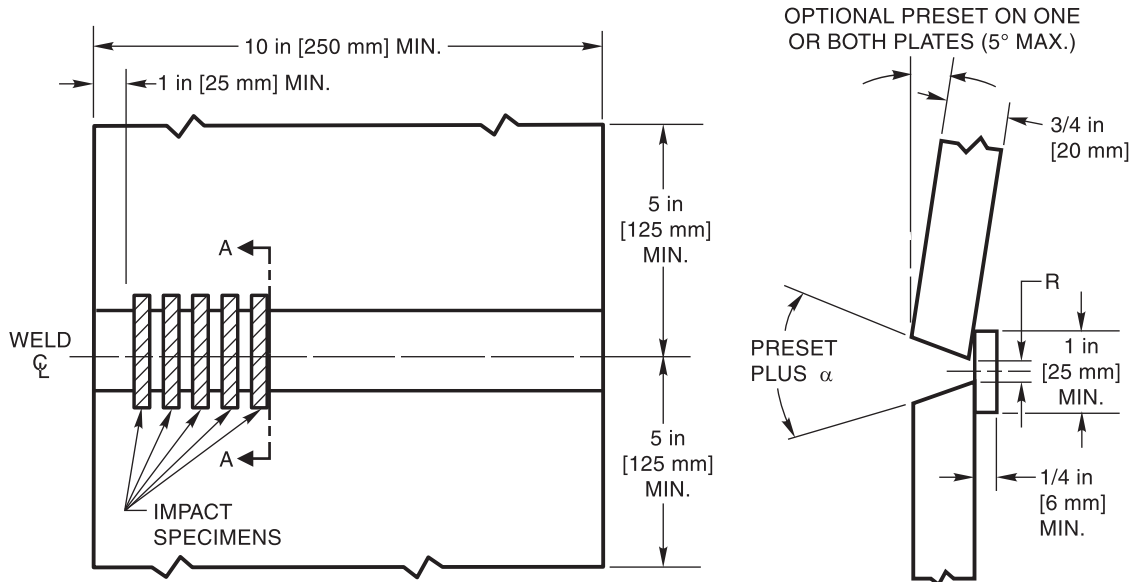 10 in [250 mm] MIN.
1 in [25 mm] MIN.
5 in
[125 mm]
MIN.
A
WELD
℄
A
5 in
[125 mm]
MIN.
IMPACT
SPECIMENS
OPTIONAL PRESET ON ONE
OR BOTH PLATES (5° MAX.)
3/4 in
[20 mm]
R
PRESET
PLUS α
1 in
[25 mm]
MIN.
1/4 in
[6 mm]
MIN.